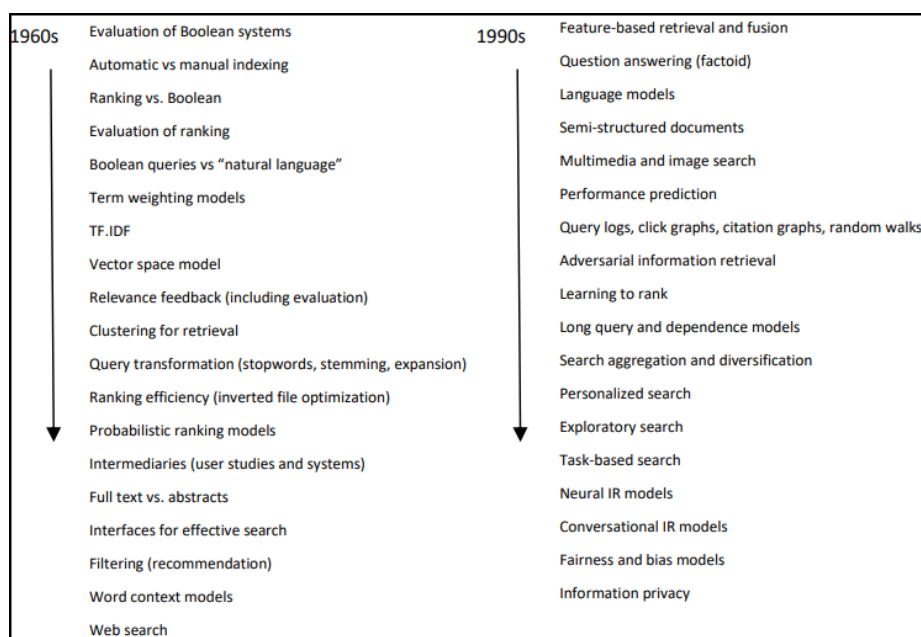 1960s
Evaluation of Boolean systems
Automatic vs manual indexing
Ranking vs. Boolean
Evaluation of ranking
Boolean queries vs “natural language”
Term weighting models
TF.IDF
Vector space model
Relevance feedback (including evaluation)
Clustering for retrieval
Query transformation (stopwords, stemming, expansion)
Ranking efficiency (inverted file optimization)
Probabilistic ranking models
Intermediaries (user studies and systems)
Full text vs. abstracts
Interfaces for effective search
Filtering (recommendation)
Word context models
Web search
1990s
Feature-based retrieval and fusion
Question answering (factoid)
Language models
Semi-structured documents
Multimedia and image search
Performance prediction
Query logs, click graphs, citation graphs, random walks
Adversarial information retrieval
Learning to rank
Long query and dependence models
Search aggregation and diversification
Personalized search
Exploratory search
Task-based search
Neural IR models
Conversational IR models
Fairness and bias models
Information privacy